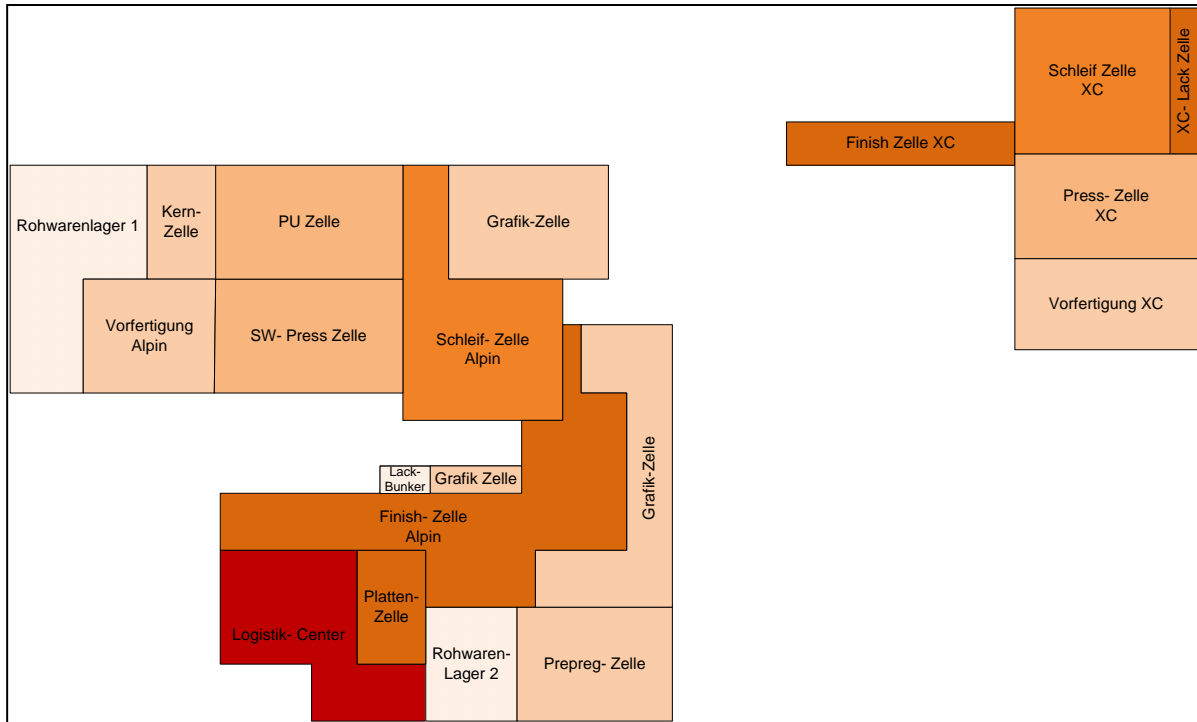 Schleif Zelle
XC
XC- Lack Zelle
Finish Zelle XC
Press- Zelle
XC
Vorfertigung XC
Rohwarenlager 1
Kern-
Zelle
PU Zelle
Grafik-Zelle
Vorfertigung
Alpin
SW- Press Zelle
Schleif- Zelle
Alpin
Grafik-Zelle
Lack-
Bunker
Grafik Zelle
Finish- Zelle
Alpin
Platten-
Zelle
Logistik- Center
Rohwaren-
Lager 2
Prepreg- Zelle